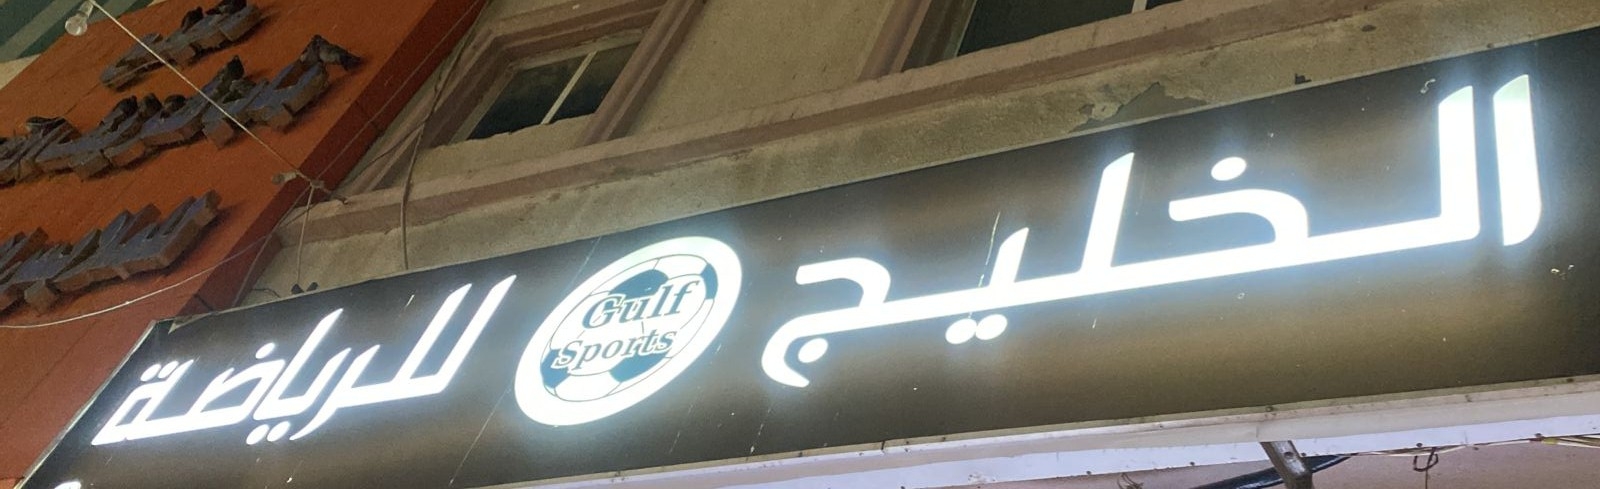 الخليج
Gulf
Sports
للرياضة